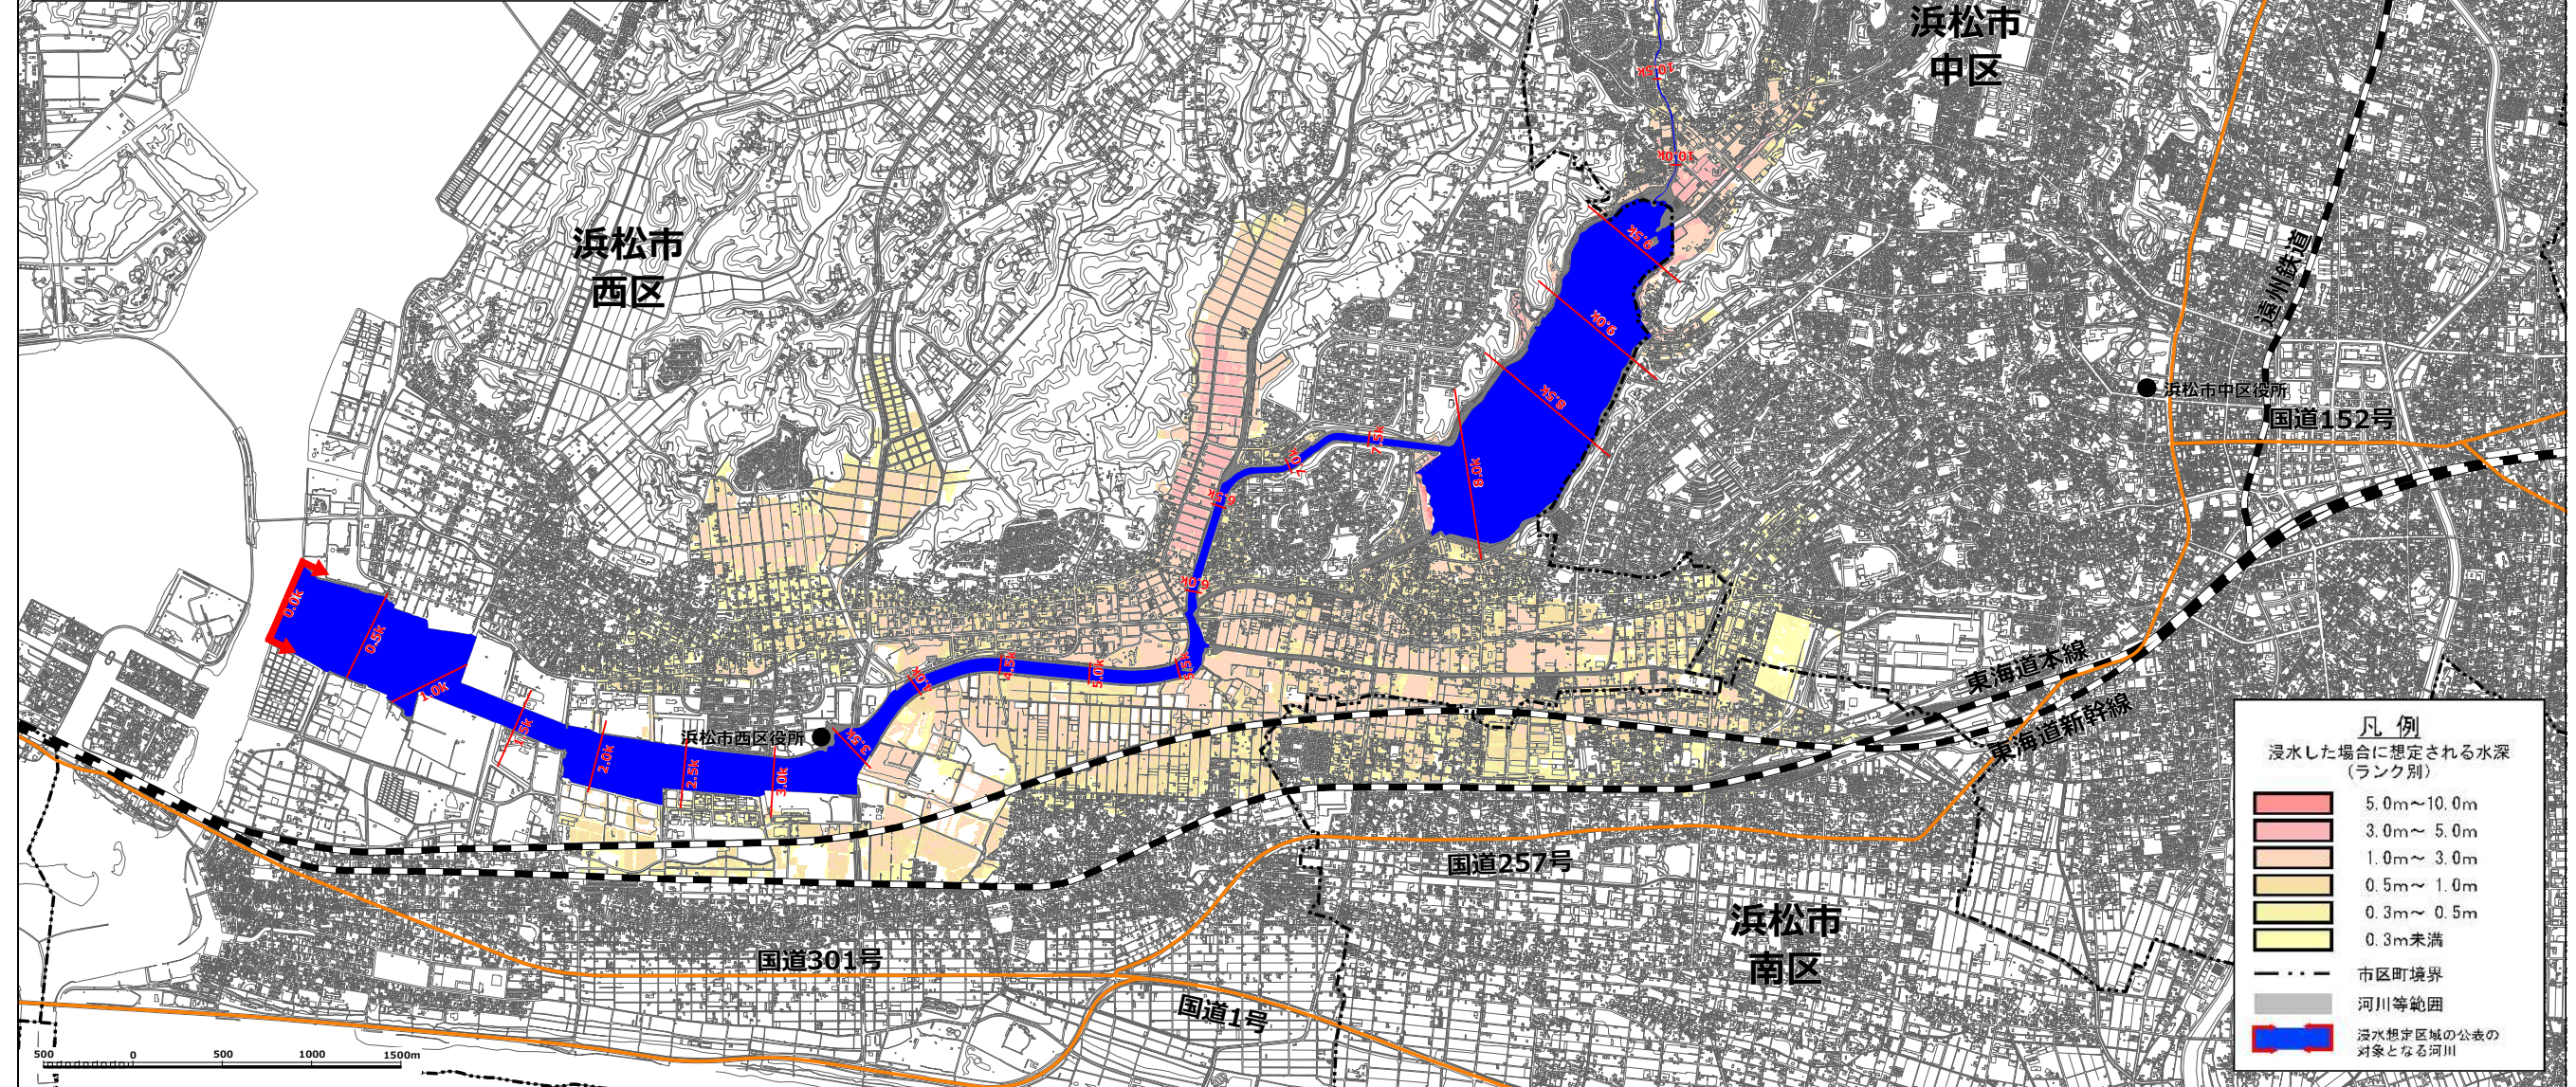 浜松市
中区
10.5k
10.0k
浜松市
西区
9.5k
遠州鉄道
9.0k
8.5k
浜松市中区役所
国道152号
7.5k
7.0k
8.0k
6.5k
6.0k
0.0k
0.5k
1.0k
1.5k
2.0k
2.5k
3.0k
3.5k
4.0k
4.5k
5.0k
5.5k
浜松市西区役所
東海道本線
東海道新幹線
国道257号
浜松市
南区
国道301号
国道1号
凡 例
浸水した場合に想定される水深
(ランク別)
5.0m～10.0m
3.0m～ 5.0m
1.0m～ 3.0m
0.5m～ 1.0m
0.3m～ 0.5m
0.3m未満
市区町境界
河川等範囲
浸水想定区域の公表の
対象となる河川
500 0 500 1000 1500m